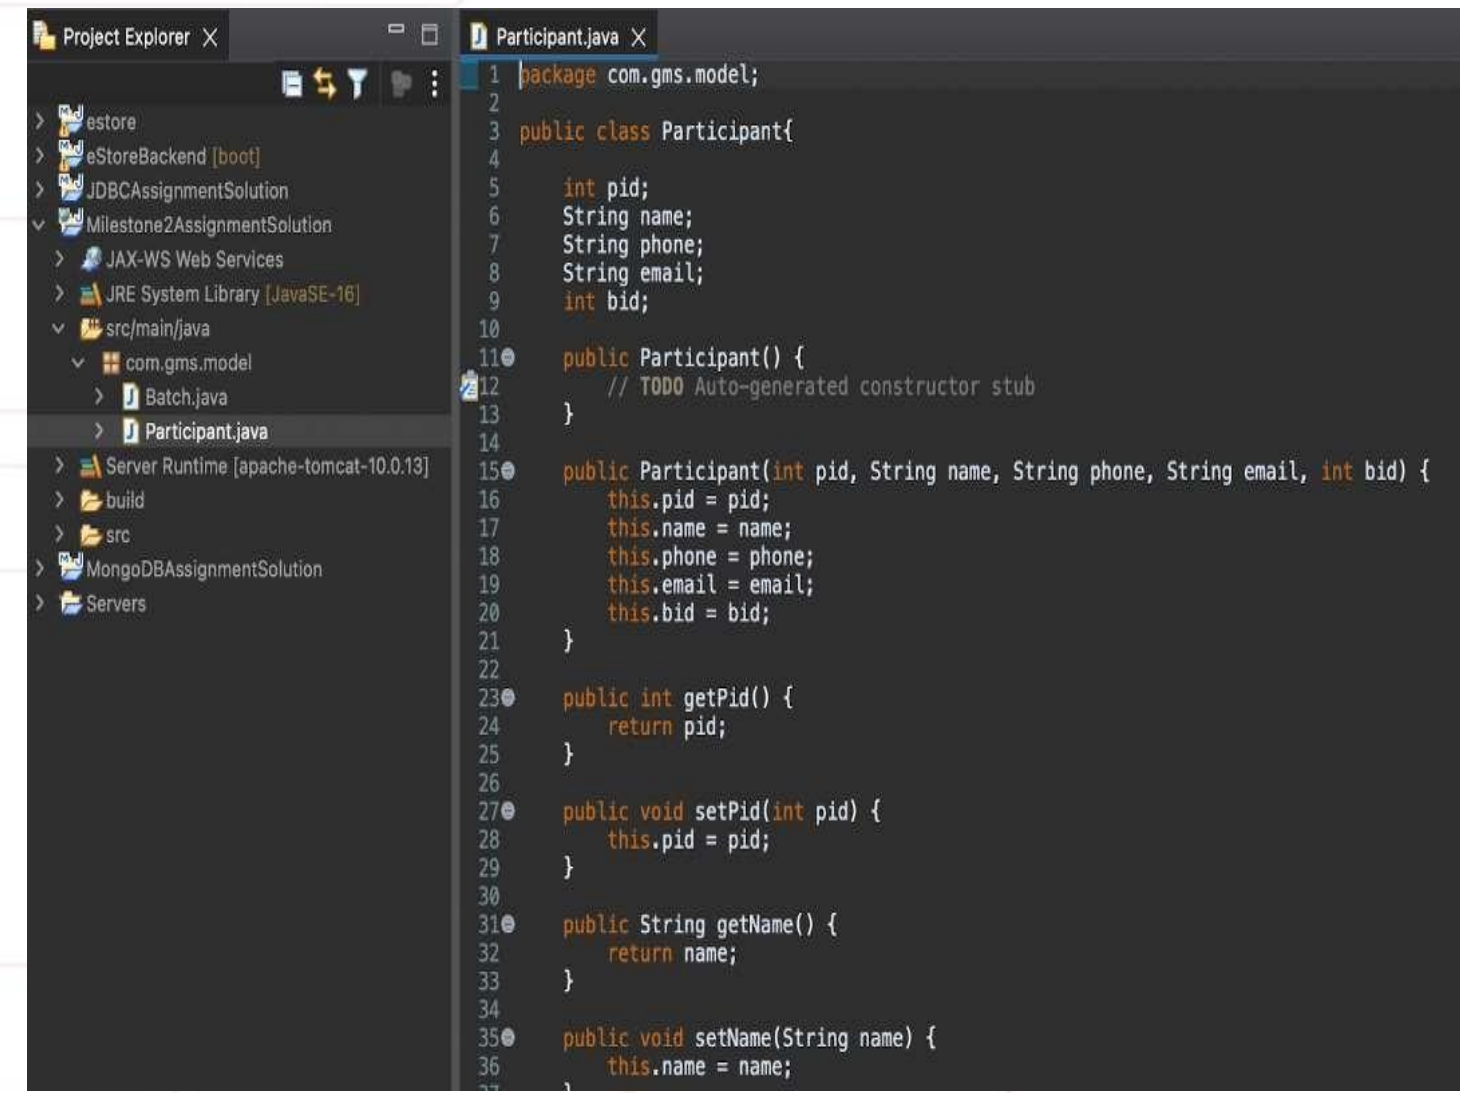 Project Explorer
estore
eStoreBackend [boot]
JDBCAssignmentSolution
Milestone2AssignmentSolution
JAX-WS Web Services
JRE System Library [JavaSE-16]
src/main/java
com.gms.model
Batch.java
Participant.java
Server Runtime [apache-tomcat-10.0.13]
build
src
MongoDBAssignmentSolution
Servers
Participant.java
1 package com.gms.model;
2
3 public class Participant{
4
5 int pid;
6 String name;
7 String phone;
8 String email;
9 int bid;
10
11 public Participant() {
12 // TODO Auto-generated constructor stub
13 }
14
15 public Participant(int pid, String name, String phone, String email, int bid) {
16 this.pid = pid;
17 this.name = name;
18 this.phone = phone;
19 this.email = email;
20 this.bid = bid;
21 }
22
23 public int getPid() {
24 return pid;
25 }
26
27 public void setPid(int pid) {
28 this.pid = pid;
29 }
30
31 public String getName() {
32 return name;
33 }
34
35 public void setName(String name) {
36 this.name = name;